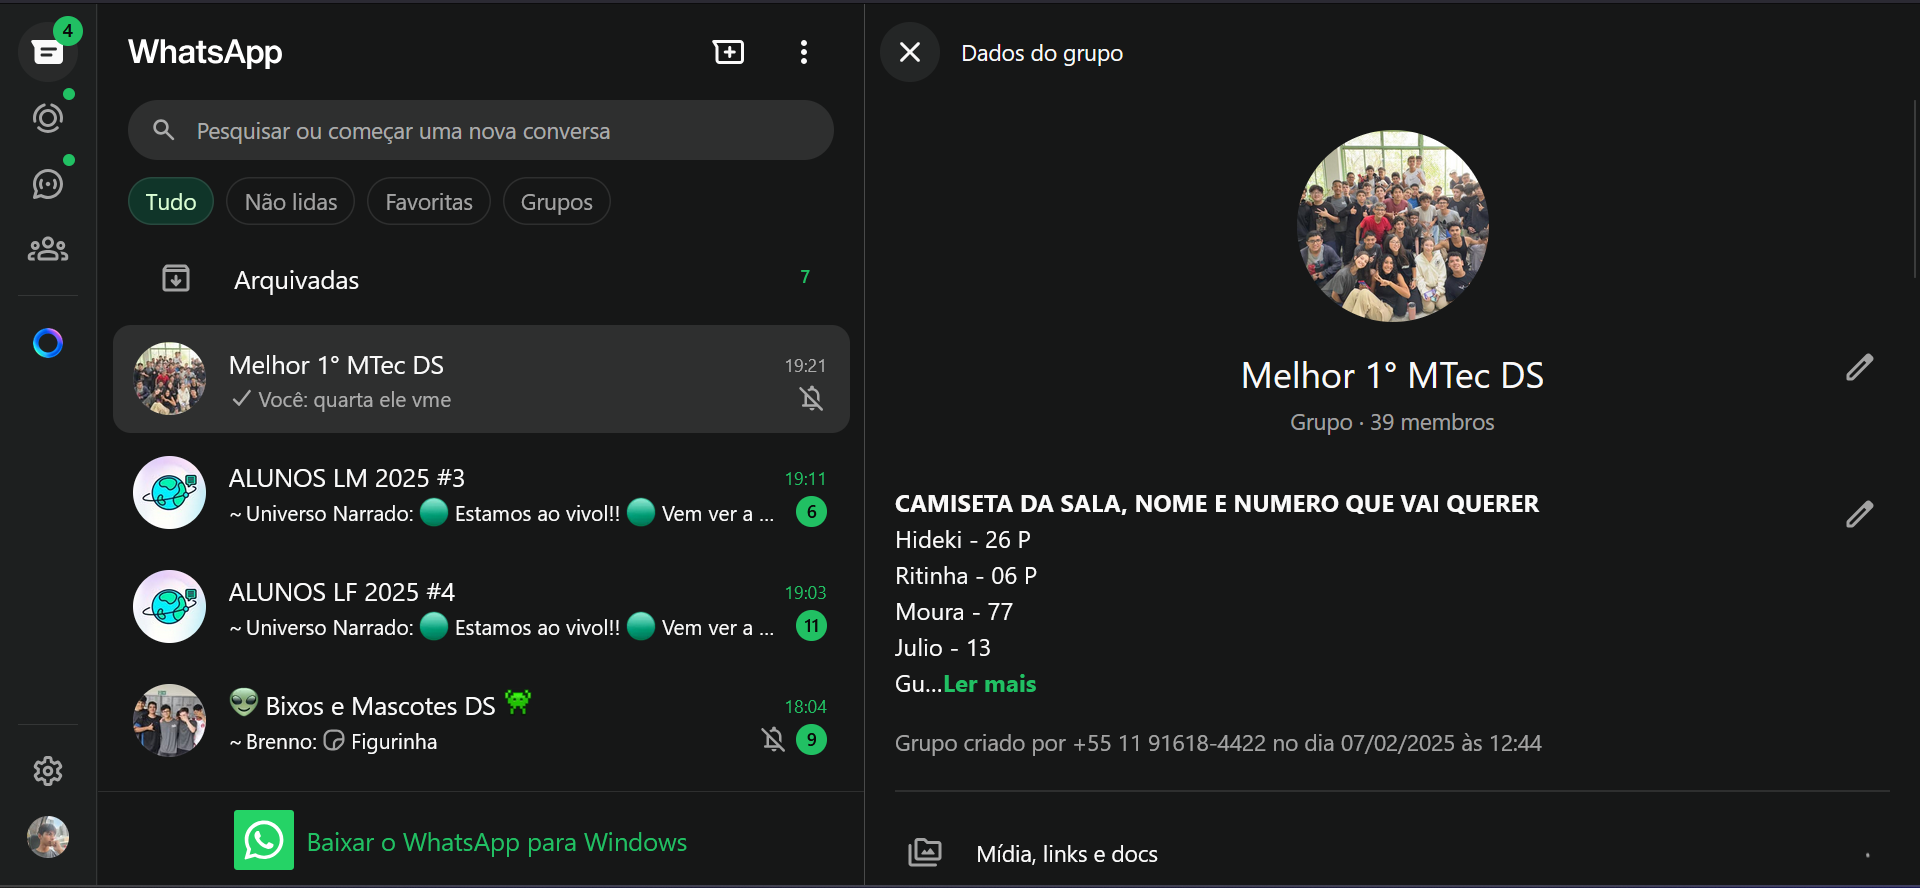 4
WhatsApp
Pesquisar ou começar uma nova conversa
Tudo
Não lidas
Favoritas
Grupos
Arquivadas
7
Melhor 1° MTec DS
19:21
Você: quarta ele vme
ALUNOS LM 2025 #3
19:11
~ Universo Narrado: Estamos ao vivol!! Vem ver a ...
6
ALUNOS LF 2025 #4
19:03
~ Universo Narrado: Estamos ao vivol!! Vem ver a ...
11
Bixos e Mascotes DS
18:04
~ Brenno: Figurinha
9
Baixar o WhatsApp para Windows
Dados do grupo
Melhor 1° MTec DS
Grupo · 39 membros
CAMISETA DA SALA, NOME E NUMERO QUE VAI QUERER
Hideki - 26 P
Ritinha - 06 P
Moura - 77
Julio - 13
Gu...Ler mais
Grupo criado por +55 11 91618-4422 no dia 07/02/2025 às 12:44
Mídia, links e docs